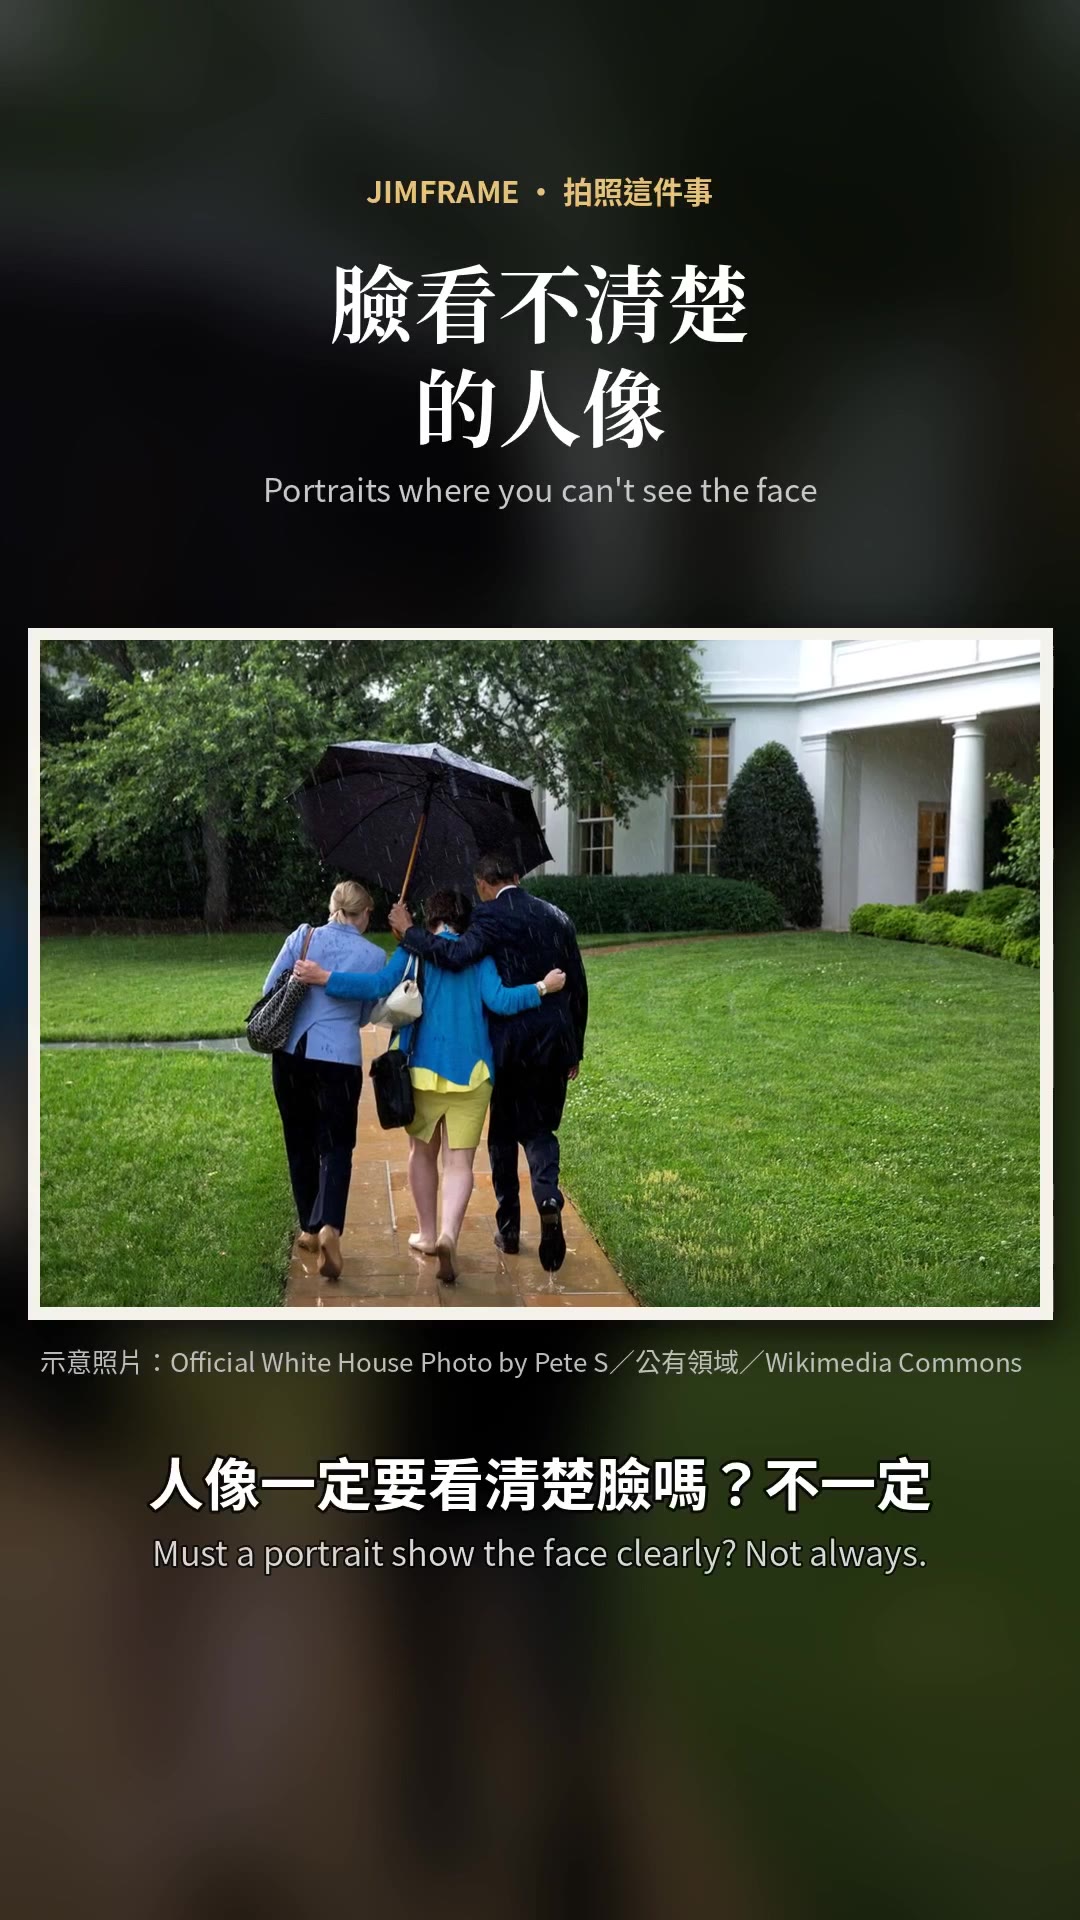 JIMFRAME · 拍照這件事
臉看不清楚
的人像
Portraits where you can't see the face
示意照片：Official White House Photo by Pete S／公有領域／Wikimedia Commons
人像一定要看清楚臉嗎？不一定
Must a portrait show the face clearly? Not always.